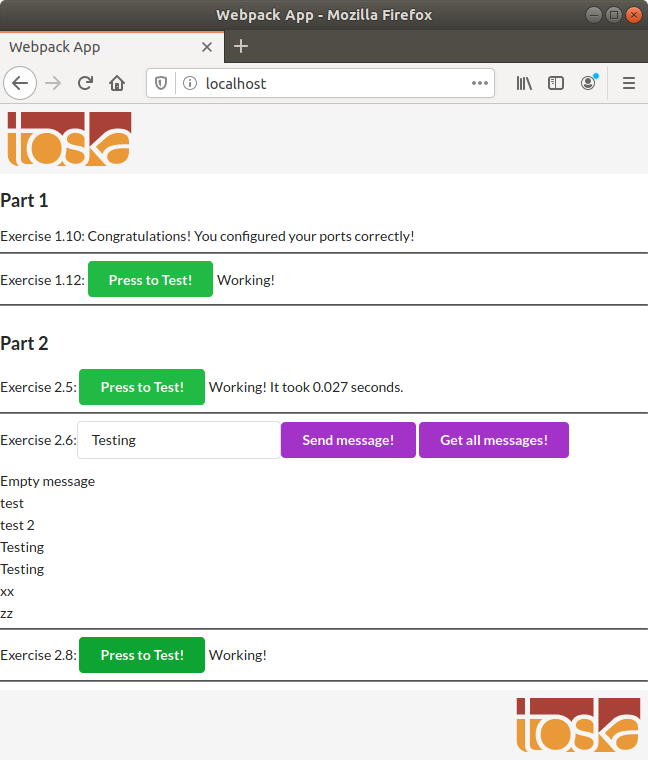 Webpack App - Mozilla Firefox
Webpack App
localhost
toska
Part 1
Exercise 1.10: Congratulations! You configured your ports correctly!
Exercise 1.12: Press to Test! Working!
Part 2
Exercise 2.5: Press to Test! Working! It took 0.027 seconds.
Exercise 2.6: Testing Send message! Get all messages!
Empty message
test
test 2
Testing
Testing
xx
zz
Exercise 2.8: Press to Test! Working!
toska